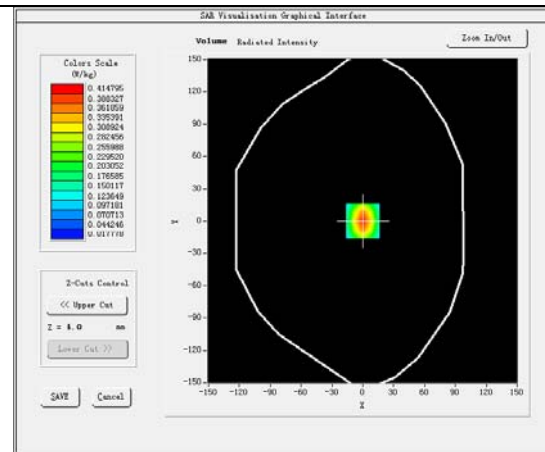 SAR Visualisation Graphical Interface
Volume Radiated Intensity
Zoom In/Out
Colors Scale
(W/kg)
0.414795
0.388327
0.361859
0.335391
0.308924
0.282456
0.255988
0.229520
0.203052
0.176585
0.150117
0.123649
0.097181
0.070713
0.044246
0.017778
150
120
90
60
30
0
-30
-60
-90
-120
-150
Y
-150 -120 -90 -60 -30 0 30 60 90 120 150
X
Z-Cuts Control
<< Upper Cut
Z = 4.0 mm
Lower Cut >>
SAVE Cancel